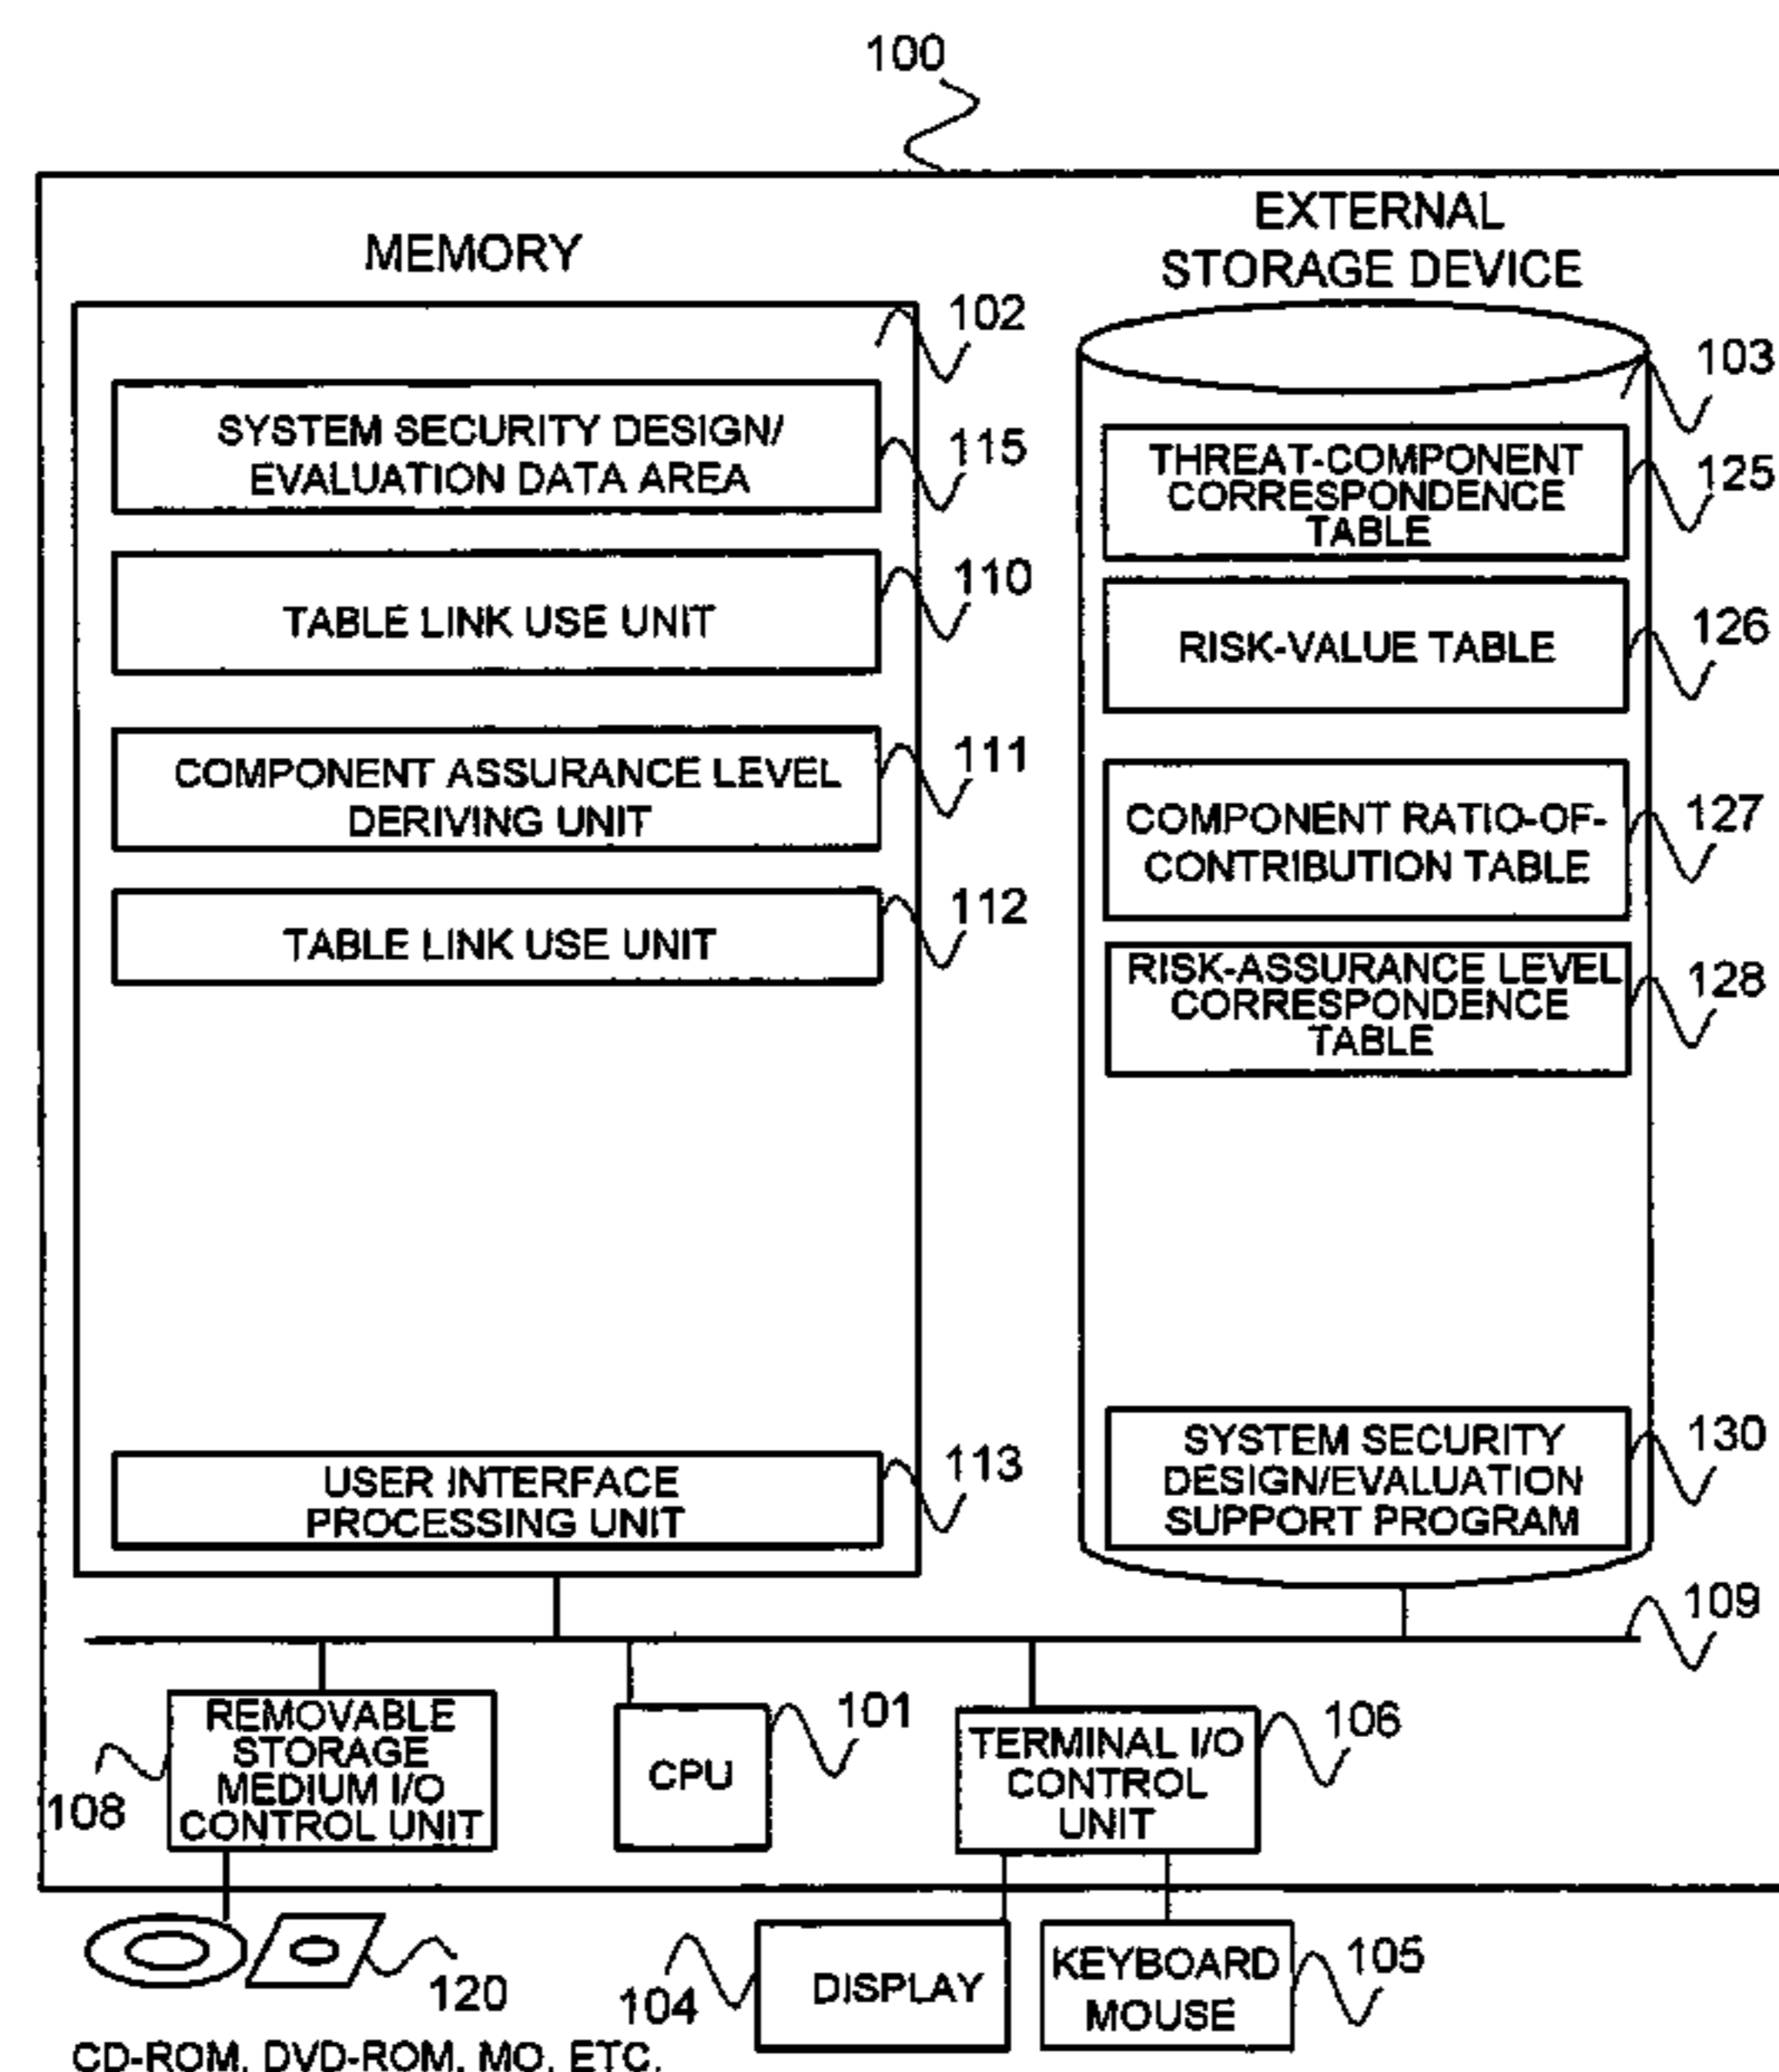 100
MEMORY
EXTERNAL
STORAGE DEVICE
102
103
SYSTEM SECURITY DESIGN/
EVALUATION DATA AREA
115
TABLE LINK USE UNIT
110
COMPONENT ASSURANCE LEVEL
DERIVING UNIT
111
TABLE LINK USE UNIT
112
USER INTERFACE
PROCESSING UNIT
113
THREAT-COMPONENT
CORRESPONDENCE
TABLE
125
RISK-VALUE TABLE
126
COMPONENT RATIO-OF-
CONTRIBUTION TABLE
127
RISK-ASSURANCE LEVEL
CORRESPONDENCE
TABLE
128
SYSTEM SECURITY
DESIGN/EVALUATION
SUPPORT PROGRAM
130
109
REMOVABLE
STORAGE
MEDIUM I/O
CONTROL UNIT
108
CPU
101
TERMINAL I/O
CONTROL
UNIT
106
120
CD-ROM, DVD-ROM, MO, ETC.
104
DISPLAY
KEYBOARD
MOUSE
105